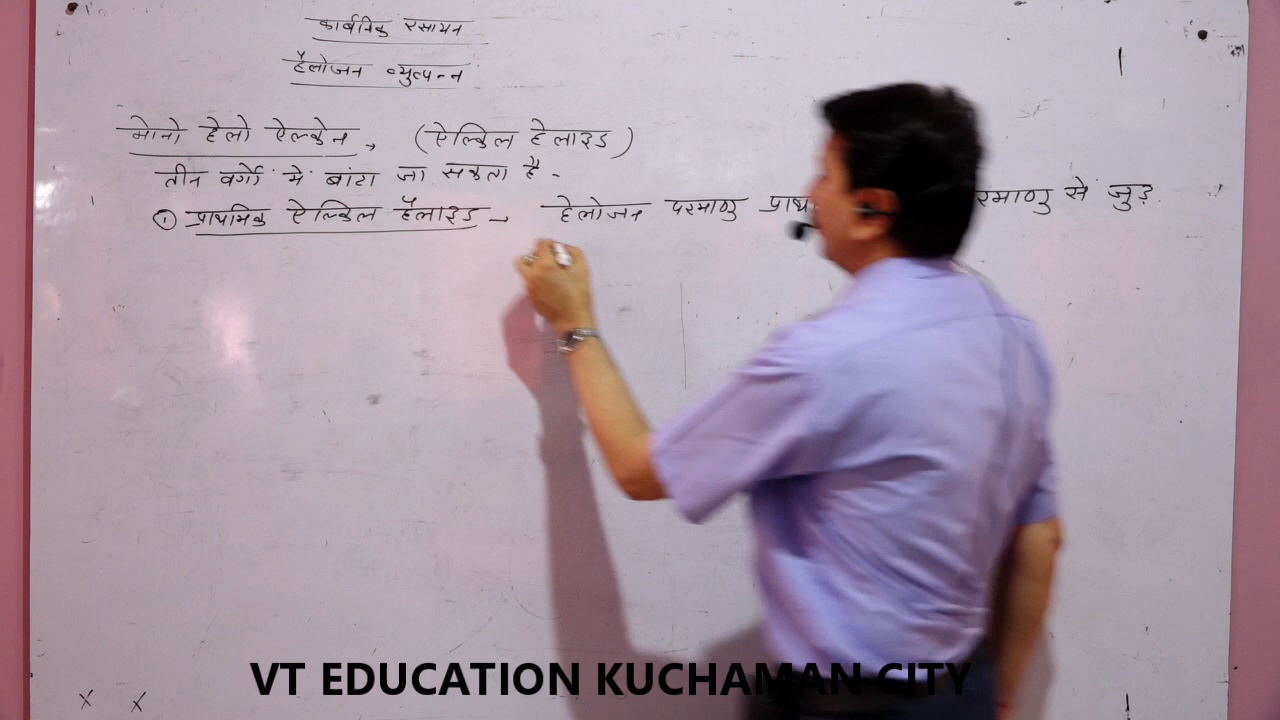 कार्बनिक रसायन
हैलोजन व्युत्पन्न
मोनो हेलो ऐल्केन → (ऐल्किल हेलाइड)
तीन वर्गों में बांटा जा सकता है -
① प्राथमिक ऐल्किल हैलाइड → हेलोजन परमाणु प्राथ रमाणु से जुड़
VT EDUCATION KUCHAMAN CITY